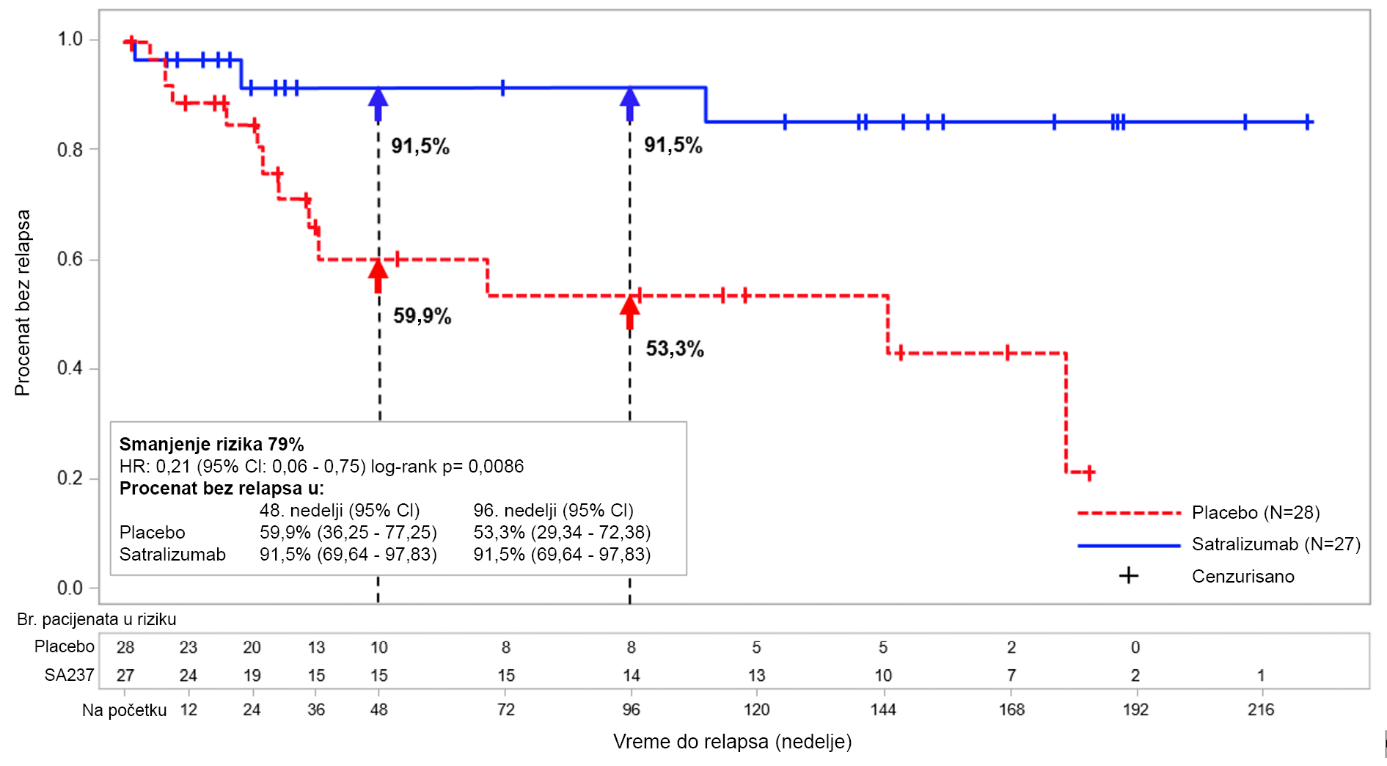 1.0
0.8
0.6
0.4
0.2
0.0
Procenat bez relapsa
91,5%
91,5%
59,9%
53,3%
Smanjenje rizika 79%
HR: 0,21 (95% CI: 0,06 - 0,75) log-rank p= 0,0086
Procenat bez relapsa u:
48. nedelji (95% CI) 96. nedelji (95% CI)
Placebo 59,9% (36,25 - 77,25) 53,3% (29,34 - 72,38)
Satralizumab 91,5% (69,64 - 97,83) 91,5% (69,64 - 97,83)
Placebo (N=28)
Satralizumab (N=27)
Cenzurisano
Br. pacijenata u riziku
Placebo 28 23 20 13 10 8 8 5 5 2 0
SA237 27 24 19 15 15 15 14 13 10 7 2 1
Na početku 12 24 36 48 72 96 120 144 168 192 216
Vreme do relapsa (nedelje)